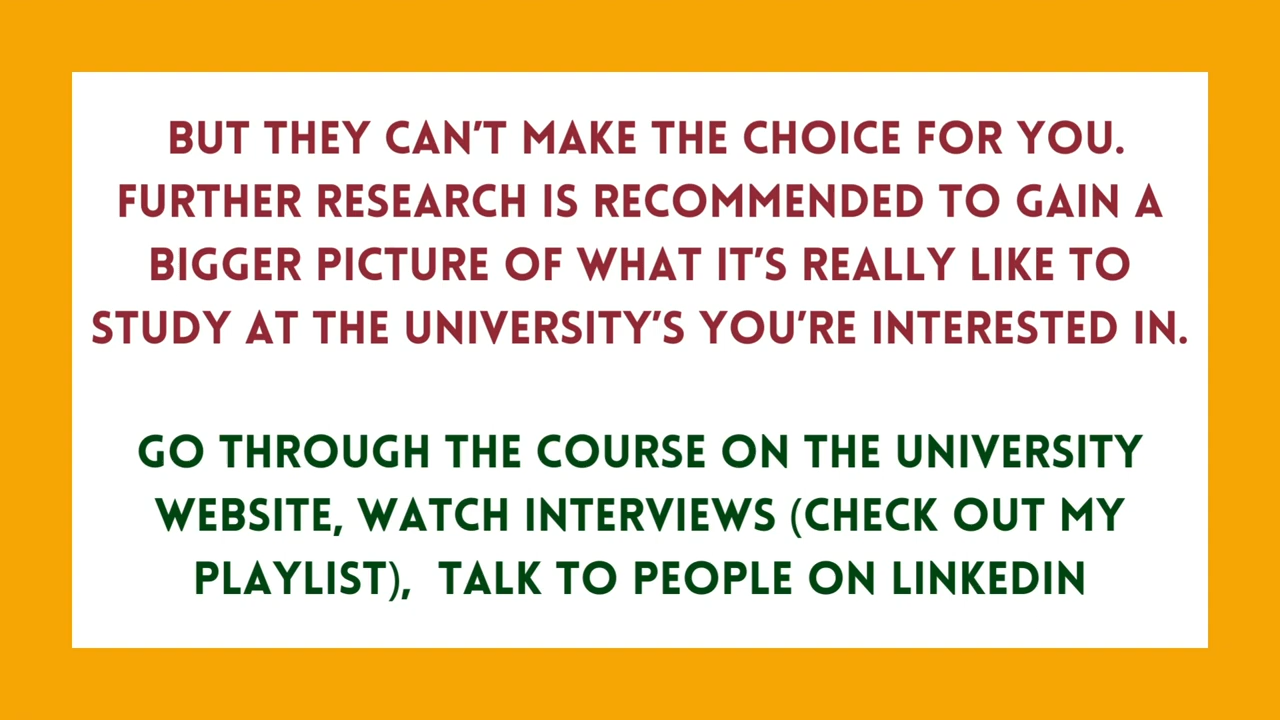 BUT THEY CAN'T MAKE THE CHOICE FOR YOU.
FURTHER RESEARCH IS RECOMMENDED TO GAIN A
BIGGER PICTURE OF WHAT IT'S REALLY LIKE TO
STUDY AT THE UNIVERSITY'S YOU'RE INTERESTED IN.
GO THROUGH THE COURSE ON THE UNIVERSITY
WEBSITE, WATCH INTERVIEWS (CHECK OUT MY
PLAYLIST), TALK TO PEOPLE ON LINKEDIN